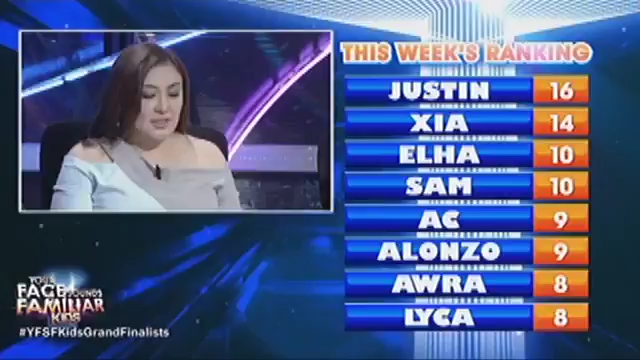 THIS WEEK'S RANKING
JUSTIN 16
XIA 14
ELHA 10
SAM 10
AC 9
ALONZO 9
AWRA 8
LYCA 8
YOUR
FACE
SOUNDS
FAMILIAR
KIDS
#YFSFKidsGrandFinalists